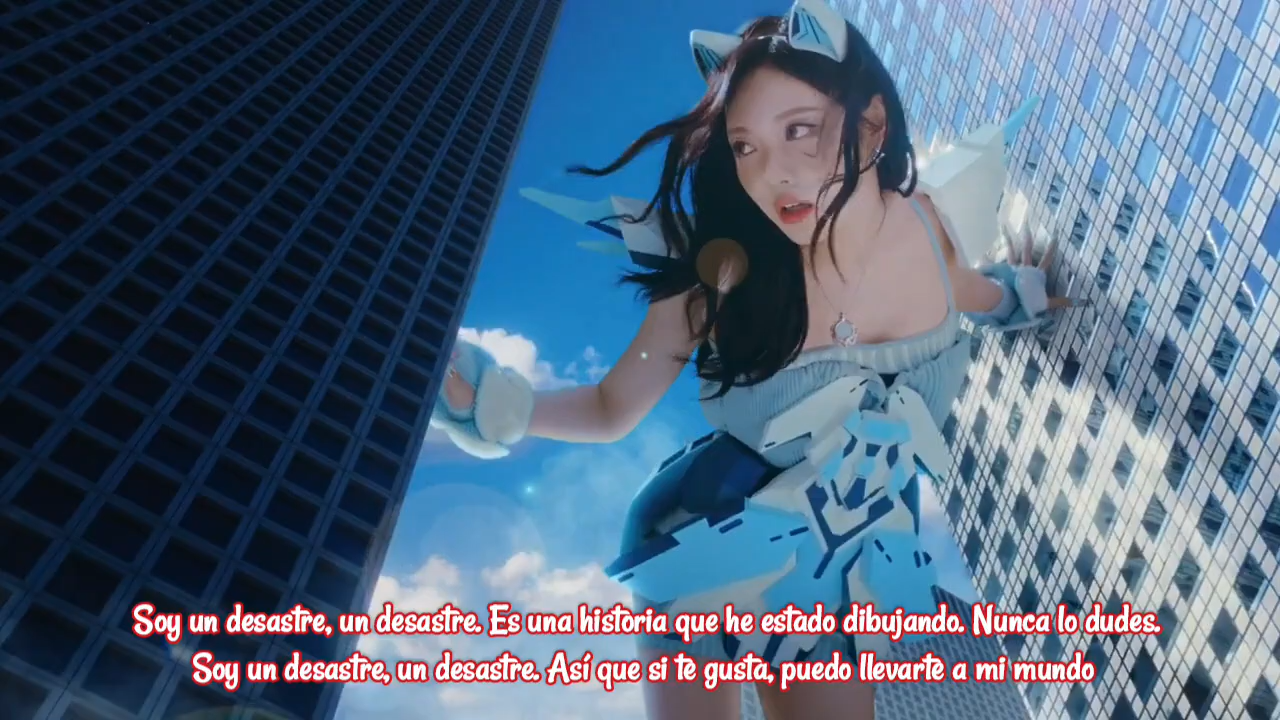 Soy un desastre, un desastre. Es una historia que he estado dibujando. Nunca lo dudes.
Soy un desastre, un desastre. Así que si te gusta, puedo llevarte a mi mundo